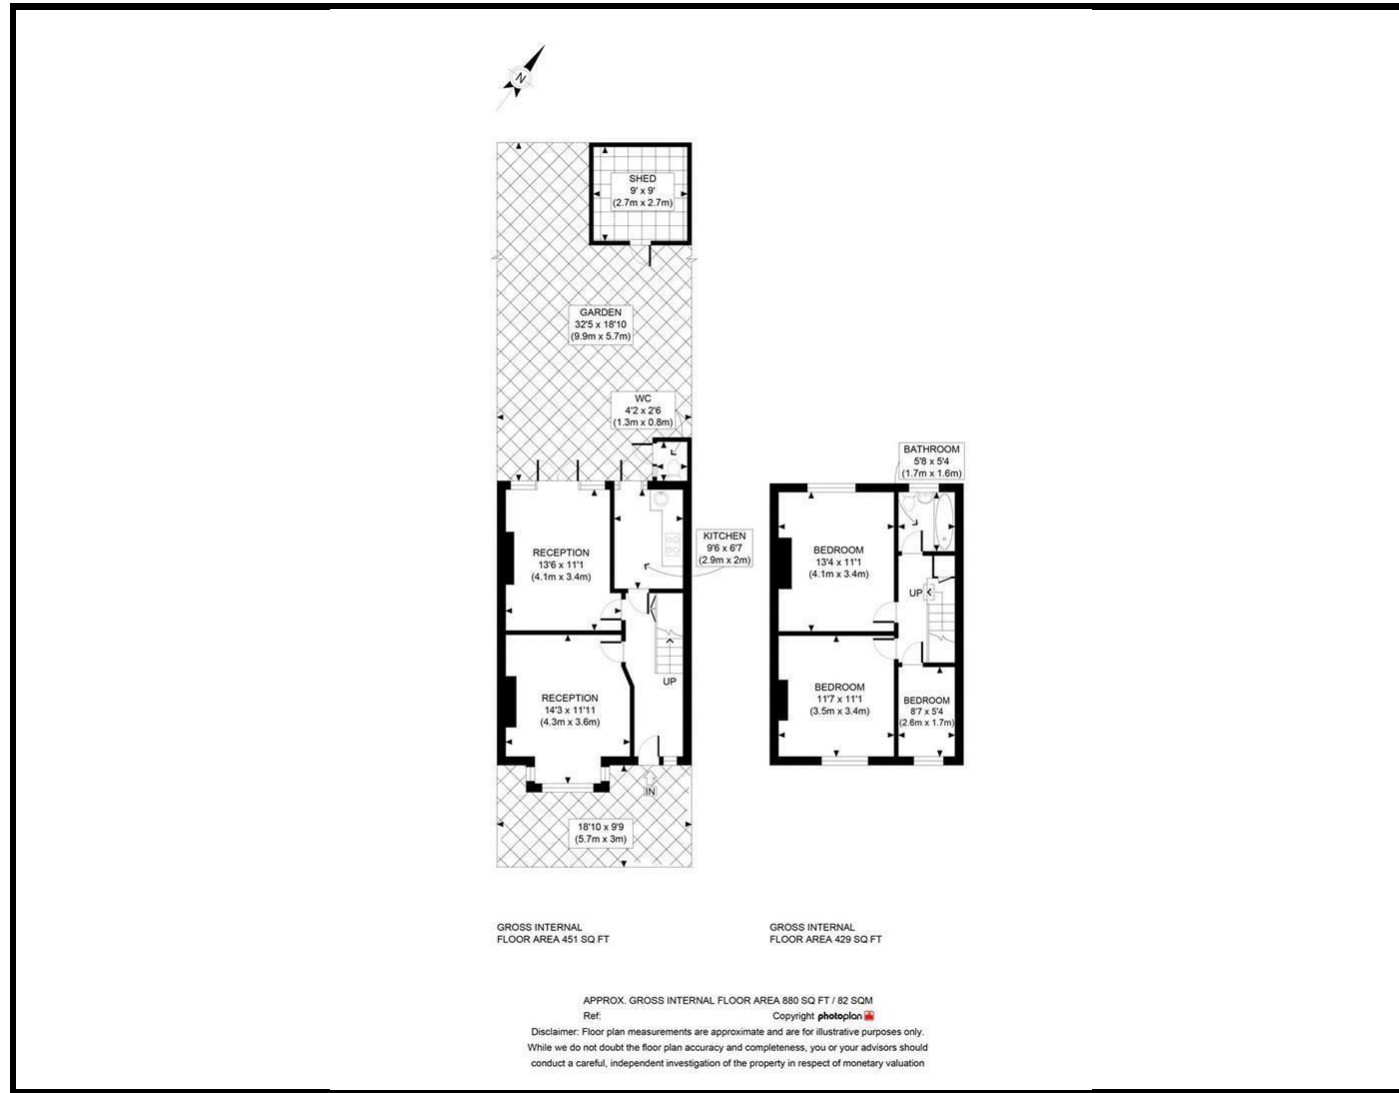 N
SHED
9' x 9'
(2.7m x 2.7m)
GARDEN
32'5 x 18'10
(9.9m x 5.7m)
WC
4'2 x 2'6
(1.3m x 0.8m)
KITCHEN
9'6 x 6'7
(2.9m x 2m)
RECEPTION
13'6 x 11'1
(4.1m x 3.4m)
UP
RECEPTION
14'3 x 11'11
(4.3m x 3.6m)
IN
18'10 x 9'9
(5.7m x 3m)
BATHROOM
5'8 x 5'4
(1.7m x 1.6m)
BEDROOM
13'4 x 11'1
(4.1m x 3.4m)
UP
BEDROOM
11'7 x 11'1
(3.5m x 3.4m)
BEDROOM
8'7 x 5'4
(2.6m x 1.7m)
GROSS INTERNAL
FLOOR AREA 451 SQ FT
GROSS INTERNAL
FLOOR AREA 429 SQ FT
APPROX. GROSS INTERNAL FLOOR AREA 880 SQ FT / 82 SQM
Ref:
Copyright photoplan
Disclaimer: Floor plan measurements are approximate and are for illustrative purposes only.
While we do not doubt the floor plan accuracy and completeness, you or your advisors should
conduct a careful, independent investigation of the property in respect of monetary valuation